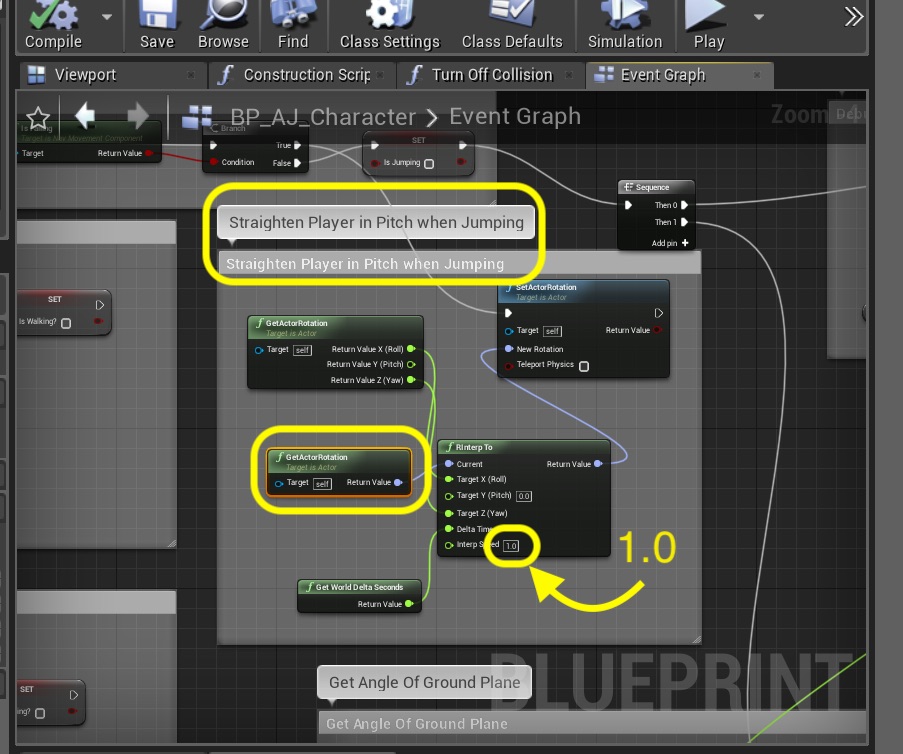 Compile
Save
Browse
Find
Class Settings
Class Defaults
Simulation
Play
Viewport
Construction Scrip
Turn Off Collision
Event Graph
BP_AJ_Character > Event Graph
Zoom
Is Falling
Target is Nav Movement Component
Target
Return Value
Branch
Condition
True
False
SET
Is Jumping
Sequence
Then 0
Then 1
Add pin
Straighten Player in Pitch when Jumping
Straighten Player in Pitch when Jumping
SET
Is Walking?
GetActorRotation
Target is Actor
Target self
Return Value X (Roll)
Return Value Y (Pitch)
Return Value Z (Yaw)
SetActorRotation
Target is Actor
Target self
Return Value
New Rotation
Teleport Physics
GetActorRotation
Target is Actor
Target self
Return Value
RInterp To
Current
Return Value
Target X (Roll)
Target Y (Pitch) 0.0
Target Z (Yaw)
Delta Time
Interp Speed 1.0
1.0
Get World Delta Seconds
Return Value
SET
ng?
Get Angle Of Ground Plane
Get Angle Of Ground Plane
BLUEPRINT